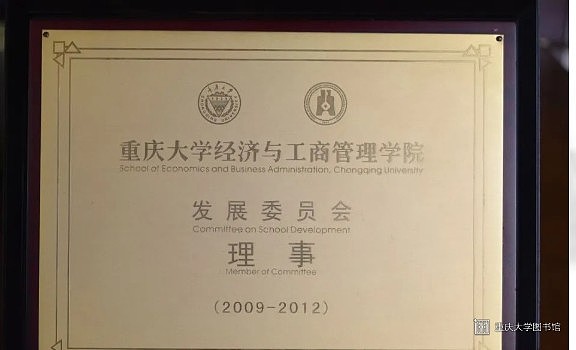 重庆大学经济与工商管理学院
School of Economics and Business Administration, Chongqing University
发展委员会
Committee on School Development
理 事
Member of Committee
(2009-2012)
重庆大学图书馆